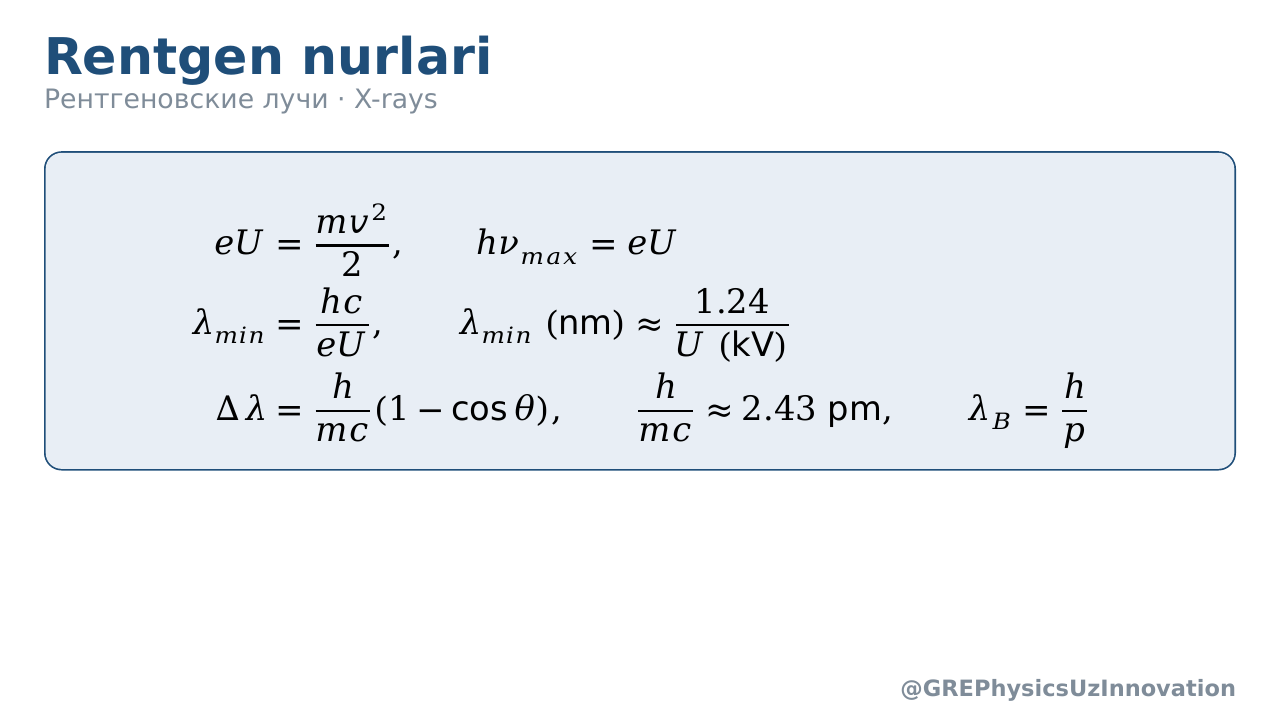 Rentgen nurlari
Рентгеновские лучи · X-rays
eU = mv²/2, hν_max = eU
λ_min = hc/eU, λ_min (nm) ≈ 1.24/U (kV)
Δλ = h/mc (1 − cos θ), h/mc ≈ 2.43 pm, λ_B = h/p
@GREPhysicsUzInnovation